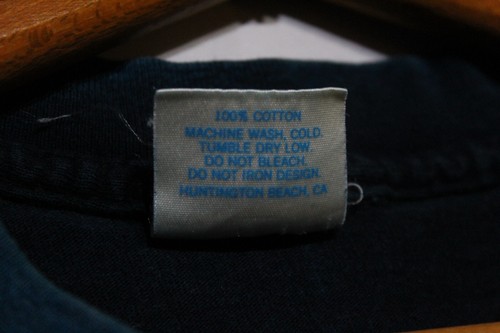 100% COTTON
MACHINE WASH, COLD.
TUMBLE DRY LOW.
DO NOT BLEACH.
DO NOT IRON DESIGN.
HUNTINGTON BEACH, CA